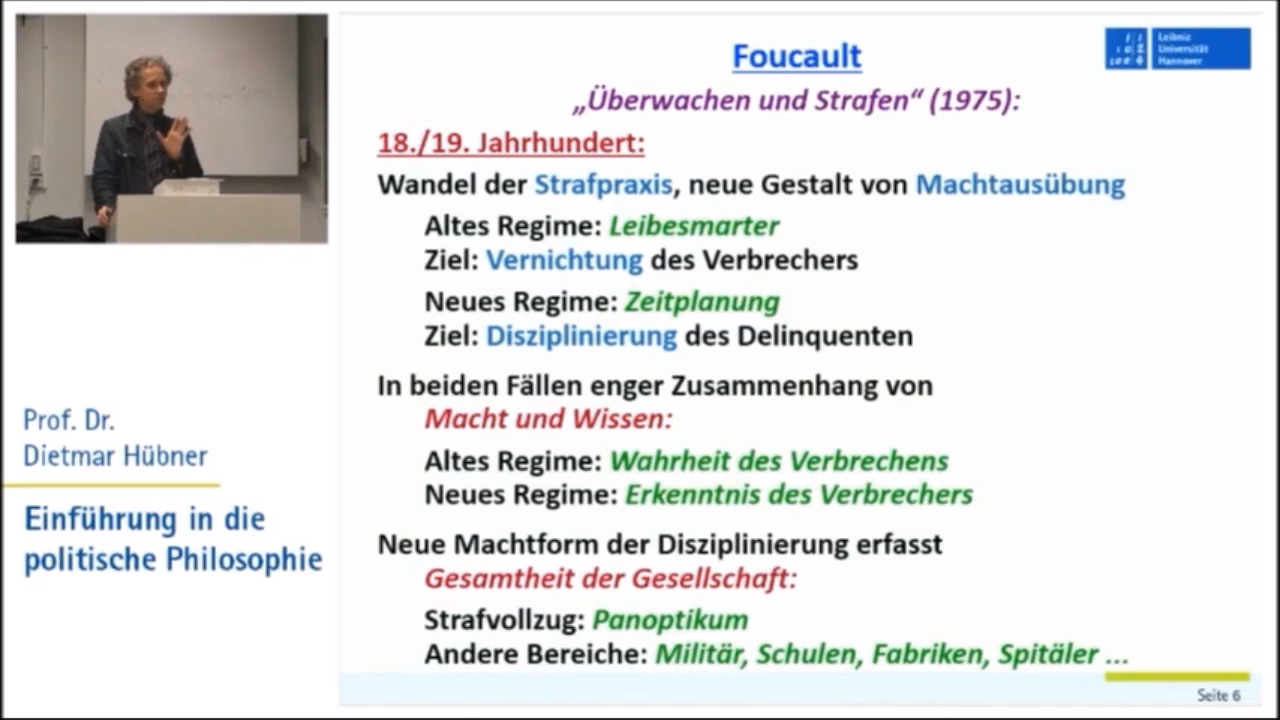 Foucault
Leibniz
Universität
Hannover
„Überwachen und Strafen“ (1975):
18./19. Jahrhundert:
Wandel der Strafpraxis, neue Gestalt von Machtausübung
Altes Regime: Leibesmarter
Ziel: Vernichtung des Verbrechers
Neues Regime: Zeitplanung
Ziel: Disziplinierung des Delinquenten
In beiden Fällen enger Zusammenhang von
Macht und Wissen:
Altes Regime: Wahrheit des Verbrechens
Neues Regime: Erkenntnis des Verbrechers
Neue Machtform der Disziplinierung erfasst
Gesamtheit der Gesellschaft:
Strafvollzug: Panoptikum
Andere Bereiche: Militär, Schulen, Fabriken, Spitäler ...
Seite 6
Prof. Dr.
Dietmar Hübner
Einführung in die
politische Philosophie